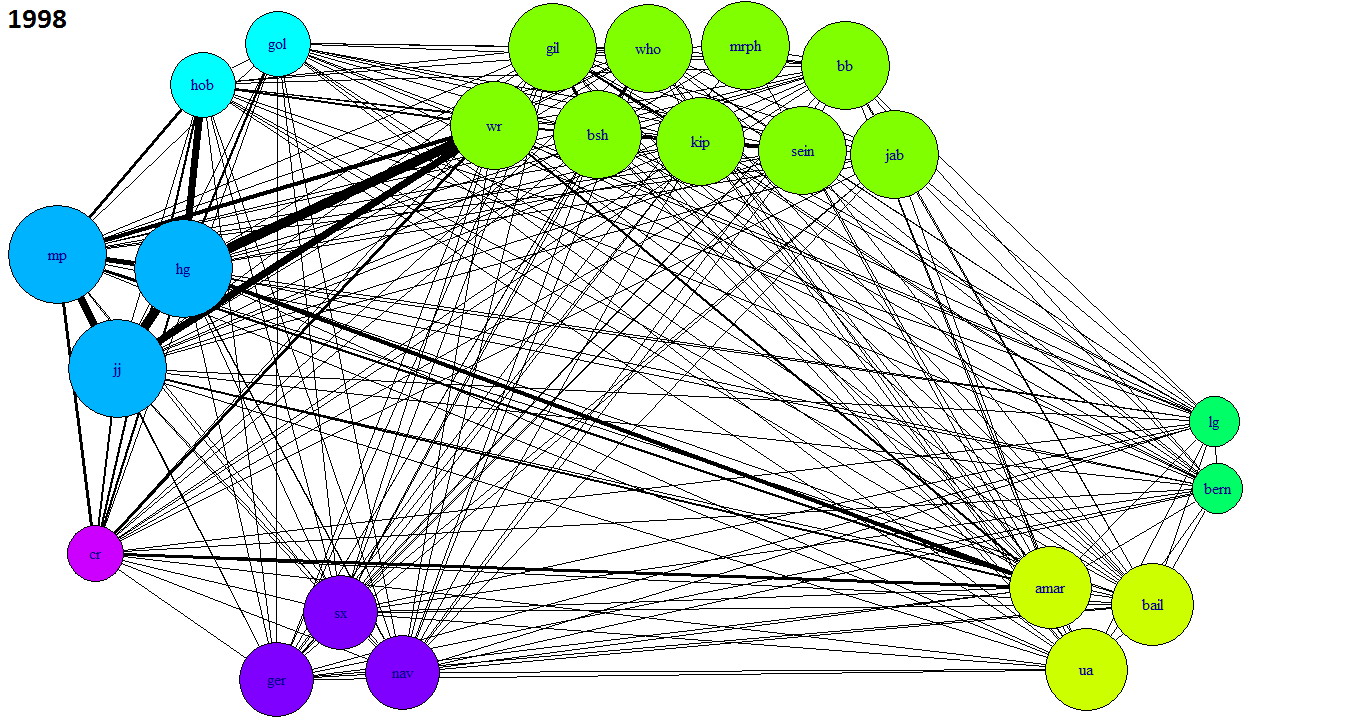 1998
gol
gil
who
mrph
bb
hob
wr
bsh
kip
sein
jab
mp
hg
jj
lg
bern
cr
amar
bail
sx
ua
ger
nav